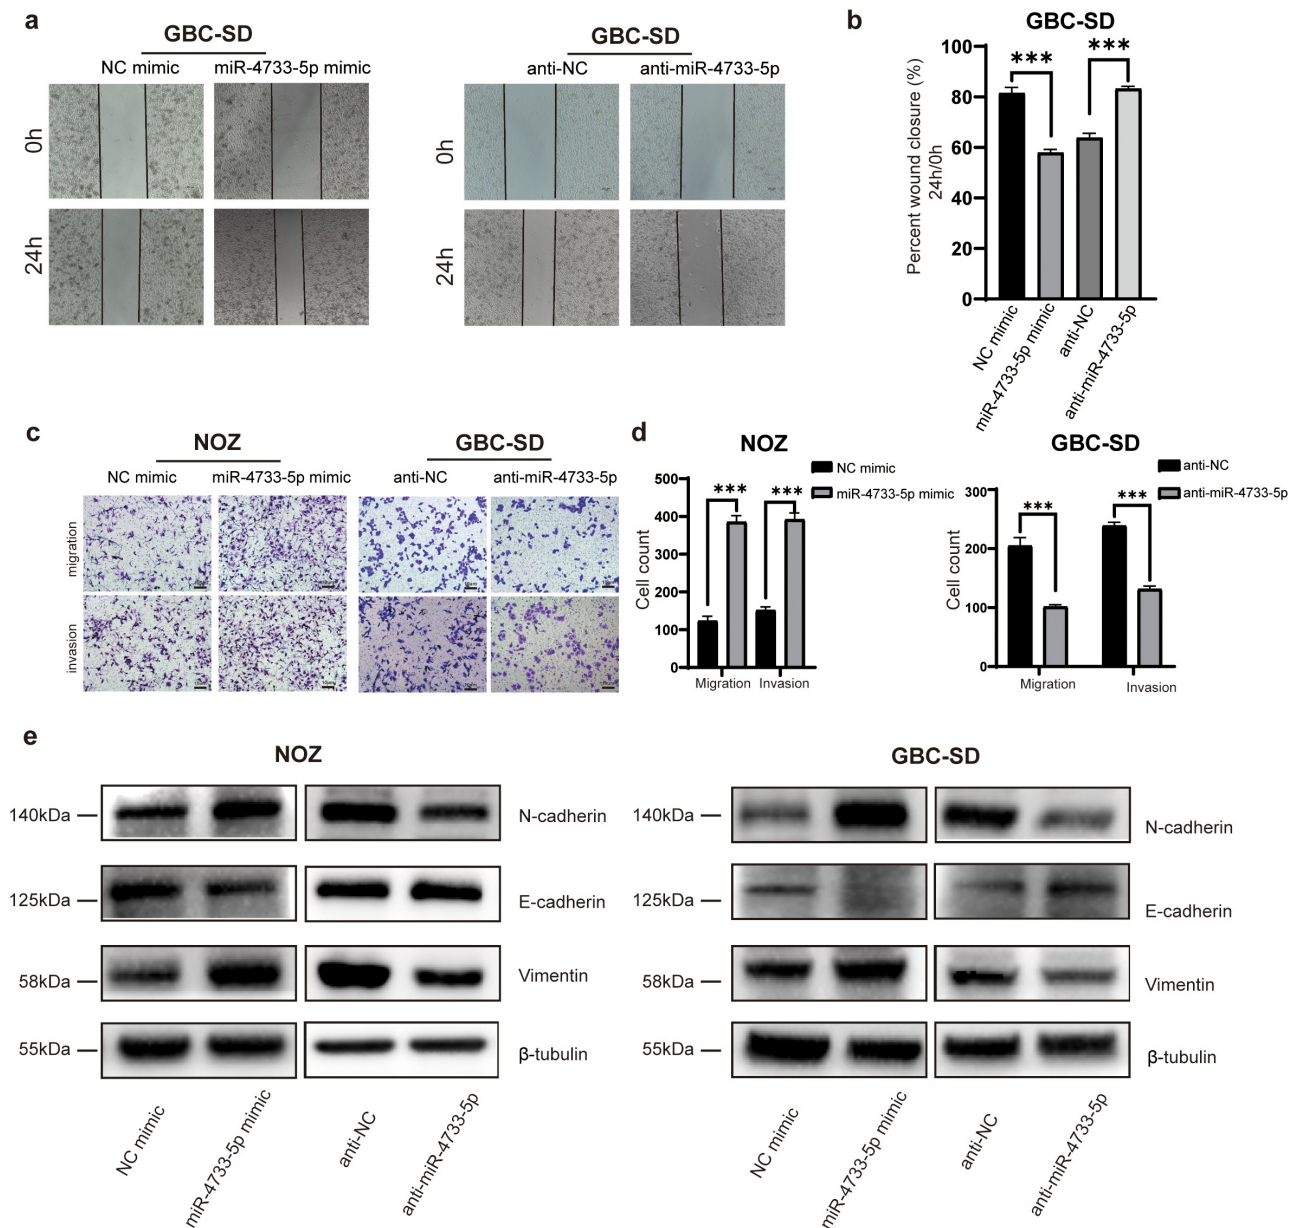 a
GBC-SD
NC mimic
miR-4733-5p mimic
0h
24h
GBC-SD
anti-NC
anti-miR-4733-5p
0h
24h
b
GBC-SD
Percent wound closure (%)
24h/0h
100
80
60
40
20
0
***
***
NC mimic
miR-4733-5p mimic
anti-NC
anti-miR-4733-5p
c
NOZ
GBC-SD
NC mimic
miR-4733-5p mimic
anti-NC
anti-miR-4733-5p
migration
invasion
d
NOZ
NC mimic
miR-4733-5p mimic
Cell count
500
400
300
200
100
0
***
***
Migration
Invasion
GBC-SD
anti-NC
anti-miR-4733-5p
Cell count
300
200
100
0
***
***
Migration
Invasion
e
NOZ
140kDa
N-cadherin
125kDa
E-cadherin
58kDa
Vimentin
55kDa
β-tubulin
NC mimic
miR-4733-5p mimic
anti-NC
anti-miR-4733-5p
GBC-SD
140kDa
N-cadherin
125kDa
E-cadherin
58kDa
Vimentin
55kDa
β-tubulin
NC mimic
miR-4733-5p mimic
anti-NC
anti-miR-4733-5p